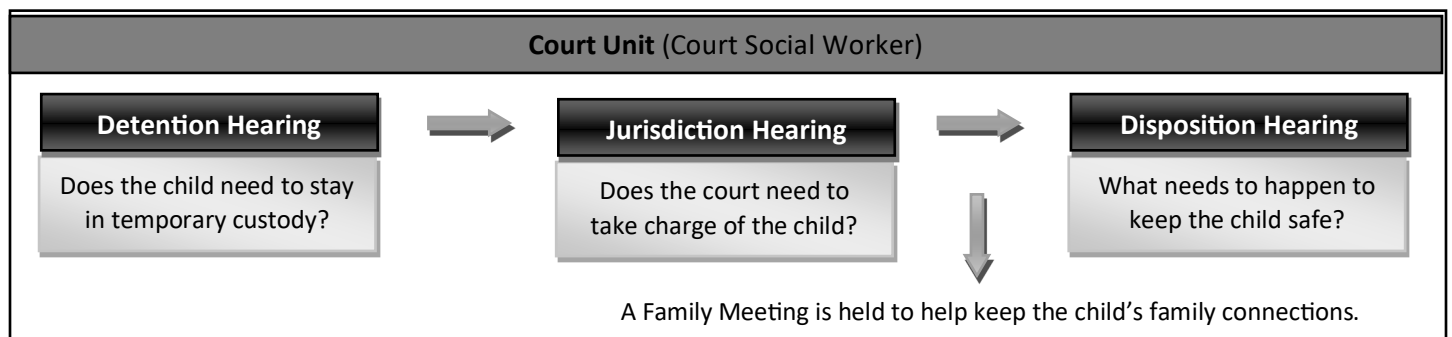 Court Unit (Court Social Worker)
Detention Hearing
Does the child need to stay
in temporary custody?
Jurisdiction Hearing
Does the court need to
take charge of the child?
Disposition Hearing
What needs to happen to
keep the child safe?
A Family Meeting is held to help keep the child’s family connections.